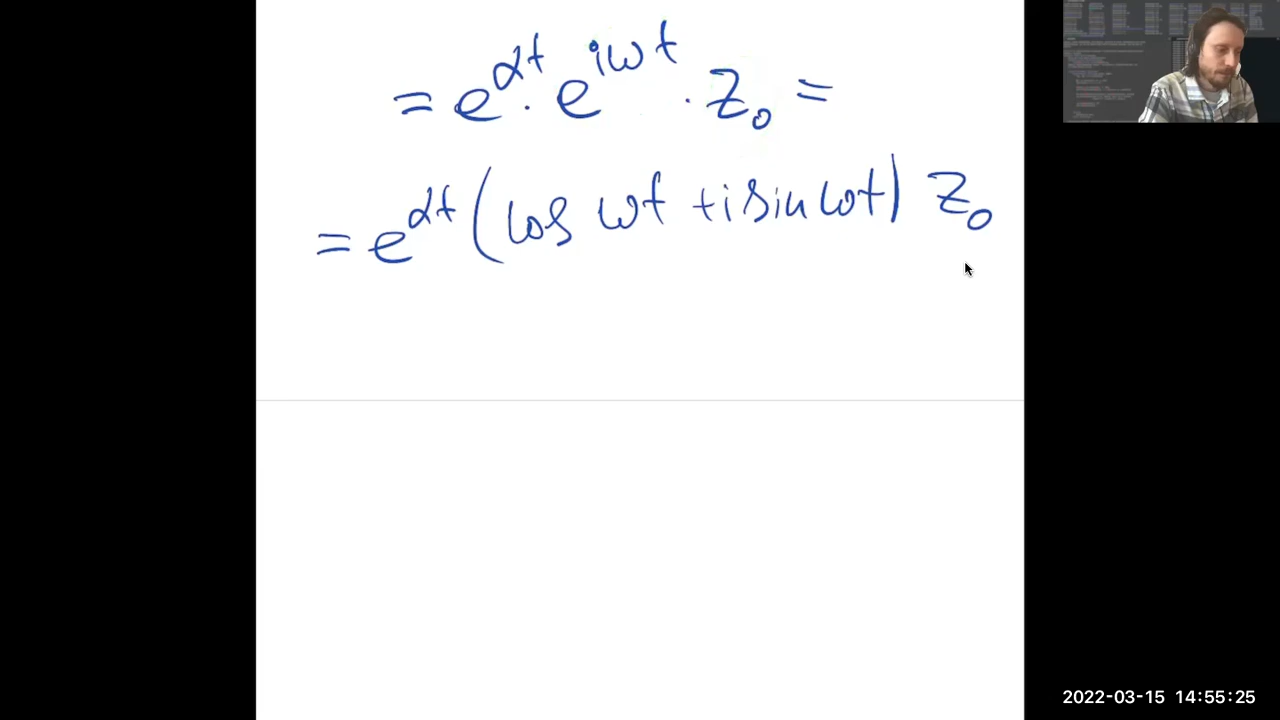 = e^{αt} · e^{iωt} · z₀ =
= e^{αt} (cos ωt + i sin ωt) z₀
2022-03-15 14:55:25